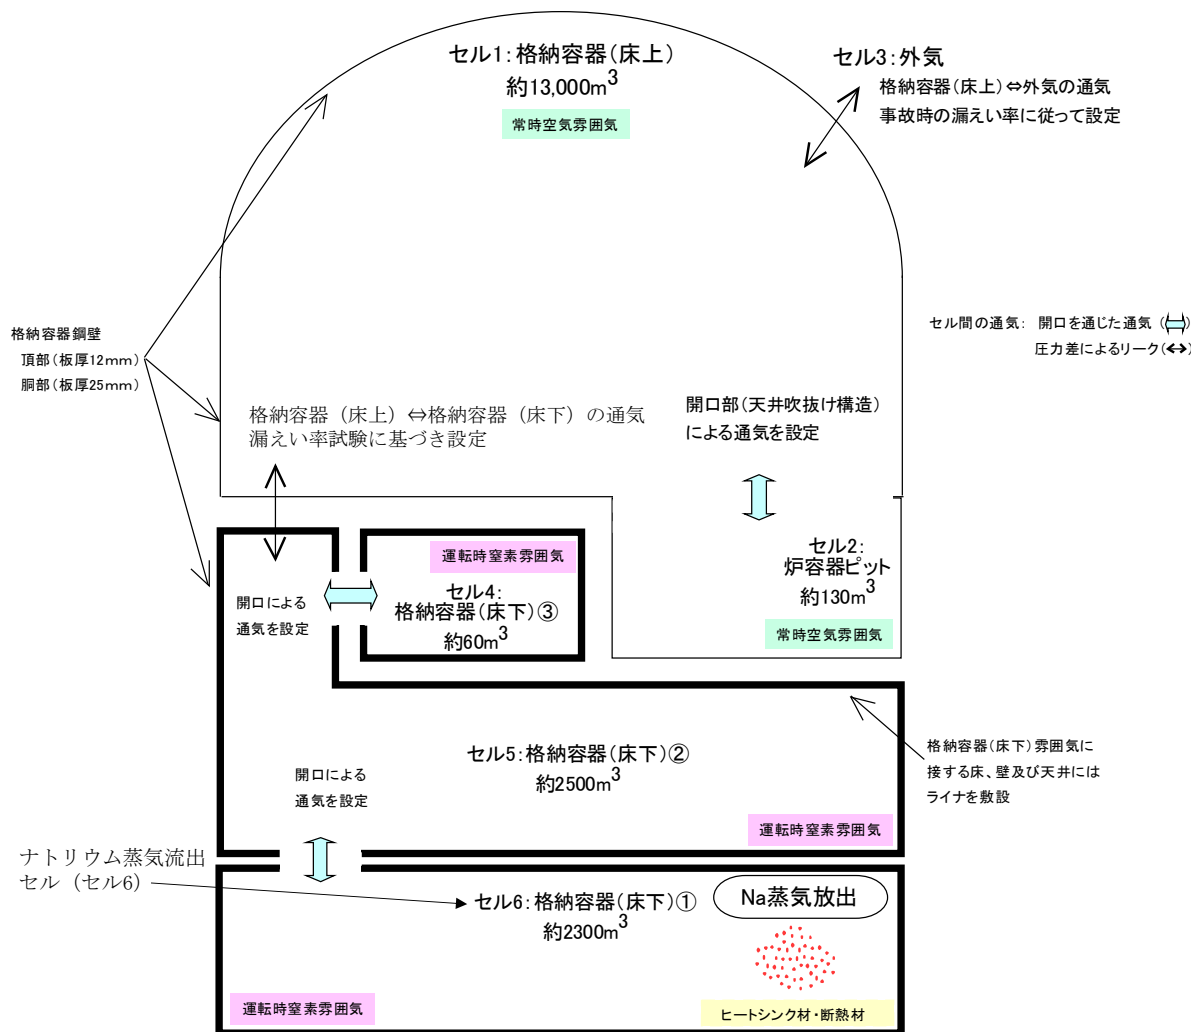 セル1：格納容器（床上）
約13,000m3
常時空気雰囲気
セル3：外気
格納容器（床上）⇔外気の通気
事故時の漏えい率に従って設定
格納容器鋼壁
頂部（板厚12mm）
胴部（板厚25mm）
セル間の通気： 開口を通じた通気（⇔）
圧力差によるリーク（↔）
格納容器（床上）⇔格納容器（床下）の通気
漏えい率試験に基づき設定
開口部（天井吹抜け構造）
による通気を設定
セル2：
炉容器ピット
約130m3
常時空気雰囲気
運転時窒素雰囲気
セル4：
格納容器（床下）③
約60m3
開口による
通気を設定
セル5：格納容器（床下）②
約2500m3
運転時窒素雰囲気
開口による
通気を設定
格納容器（床下）雰囲気に
接する床、壁及び天井には
ライナを敷設
ナトリウム蒸気流出
セル（セル6）
セル6：格納容器（床下）①
約2300m3
Na蒸気放出
運転時窒素雰囲気
ヒートシンク材・断熱材